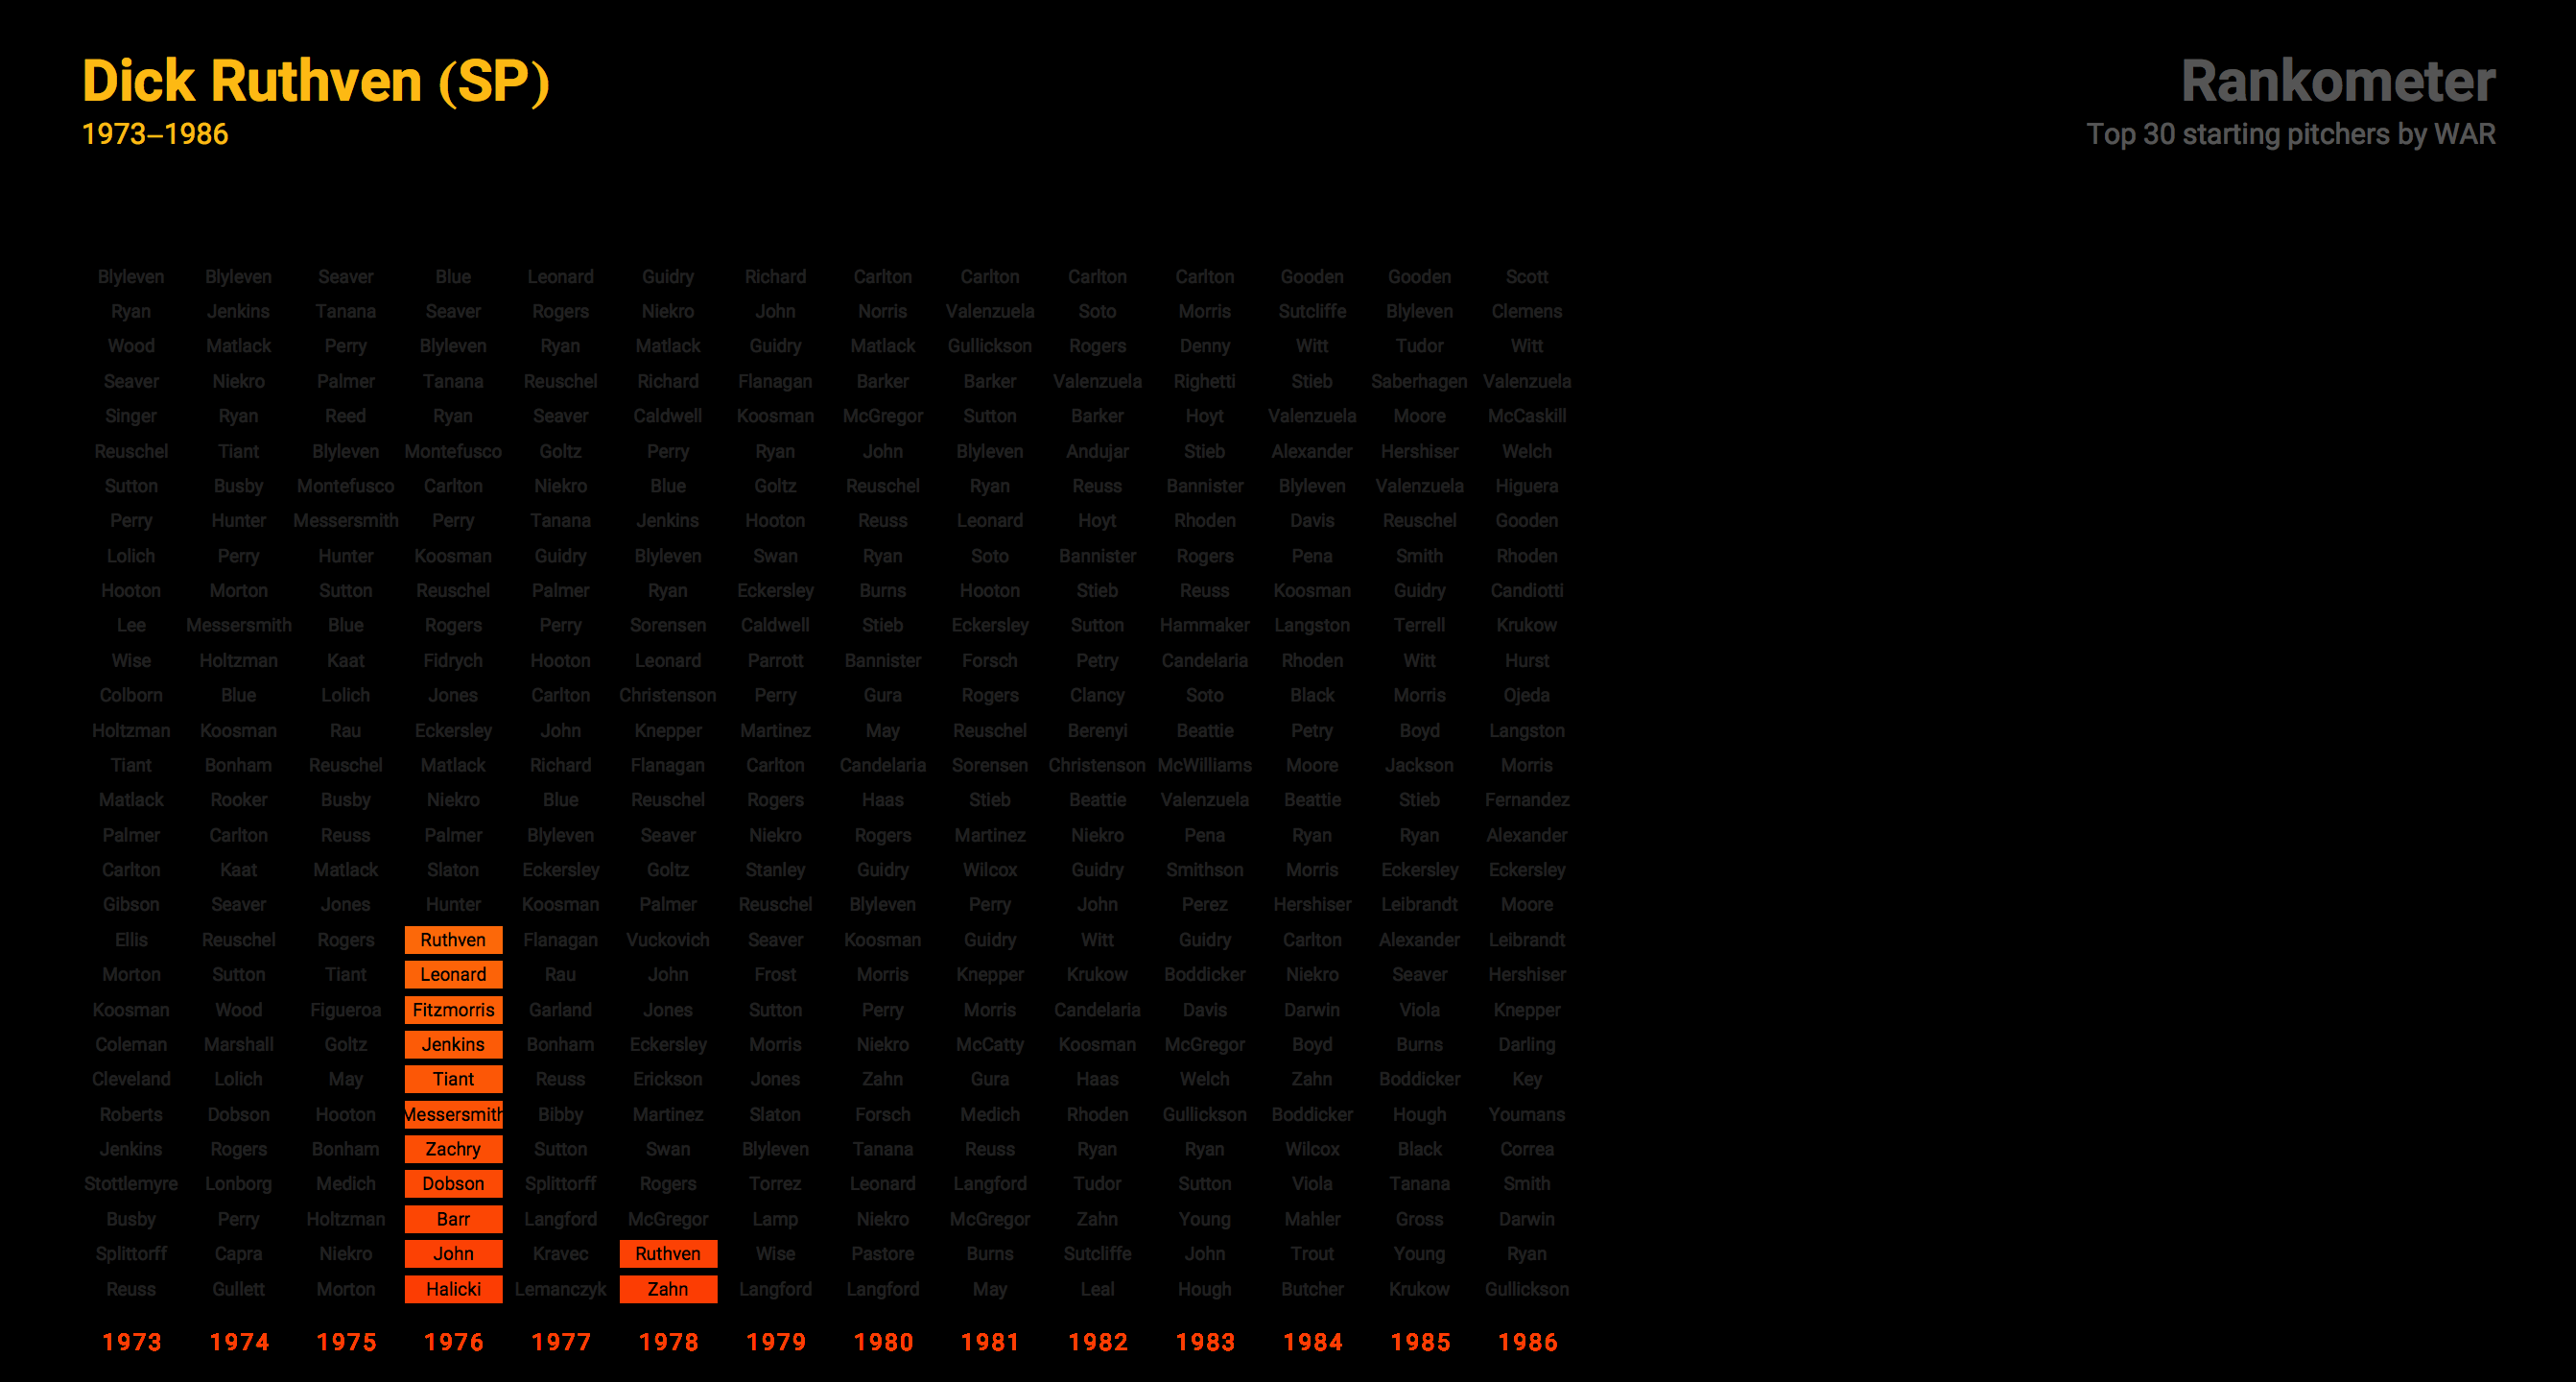 Dick Ruthven (SP)
1973–1986
Rankometer
Top 30 starting pitchers by WAR
Blyleven Blyleven Seaver Blue Leonard Guidry Richard Carlton Carlton Carlton Carlton Gooden Gooden Scott
Ryan Jenkins Tanana Seaver Rogers Niekro John Norris Valenzuela Soto Morris Sutcliffe Blyleven Clemens
Wood Matlack Perry Blyleven Ryan Matlack Guidry Matlack Gullickson Rogers Denny Witt Tudor Witt
Seaver Niekro Palmer Tanana Reuschel Richard Flanagan Barker Barker Valenzuela Righetti Stieb Saberhagen Valenzuela
Singer Ryan Reed Ryan Seaver Caldwell Koosman McGregor Sutton Barker Hoyt Valenzuela Moore McCaskill
Reuschel Tiant Blyleven Montefusco Goltz Perry Ryan John Blyleven Andujar Stieb Alexander Hershiser Welch
Sutton Busby Montefusco Carlton Niekro Blue Goltz Reuschel Ryan Reuss Bannister Blyleven Valenzuela Higuera
Perry Hunter Messersmith Perry Tanana Jenkins Hooton Reuss Leonard Hoyt Rhoden Davis Reuschel Gooden
Lolich Perry Hunter Koosman Guidry Blyleven Swan Ryan Soto Bannister Rogers Pena Smith Rhoden
Hooton Morton Sutton Reuschel Palmer Ryan Eckersley Burns Hooton Stieb Reuss Koosman Guidry Candiotti
Lee Messersmith Blue Rogers Perry Sorensen Caldwell Stieb Eckersley Sutton Hammaker Langston Terrell Krukow
Wise Holtzman Kaat Fidrych Hooton Leonard Parrott Bannister Forsch Petry Candelaria Rhoden Witt Hurst
Colborn Blue Lolich Jones Carlton Christenson Perry Gura Rogers Clancy Soto Black Morris Ojeda
Holtzman Koosman Rau Eckersley John Knepper Martinez May Reuschel Berenyi Beattie Petry Boyd Langston
Tiant Bonham Reuschel Matlack Richard Flanagan Carlton Candelaria Sorensen Christenson McWilliams Moore Jackson Morris
Matlack Rooker Busby Niekro Blue Reuschel Rogers Haas Stieb Beattie Valenzuela Beattie Stieb Fernandez
Palmer Carlton Reuss Palmer Blyleven Seaver Niekro Rogers Martinez Niekro Pena Ryan Ryan Alexander
Carlton Kaat Matlack Slaton Eckersley Goltz Stanley Guidry Wilcox Guidry Smithson Morris Eckersley Eckersley
Gibson Seaver Jones Hunter Koosman Palmer Reuschel Blyleven Perry John Perez Hershiser Leibrandt Moore
Ellis Reuschel Rogers Ruthven Flanagan Vuckovich Seaver Koosman Guidry Witt Guidry Carlton Alexander Leibrandt
Morton Sutton Tiant Leonard Rau John Frost Morris Knepper Krukow Boddicker Niekro Seaver Hershiser
Koosman Wood Figueroa Fitzmorris Garland Jones Sutton Perry Morris Candelaria Davis Darwin Viola Knepper
Coleman Marshall Goltz Jenkins Bonham Eckersley Morris Niekro McCatty Koosman McGregor Boyd Burns Darling
Cleveland Lolich May Tiant Reuss Erickson Jones Zahn Gura Haas Welch Zahn Boddicker Key
Roberts Dobson Hooton Messersmith Bibby Martinez Slaton Forsch Medich Rhoden Gullickson Boddicker Hough Youmans
Jenkins Rogers Bonham Zachry Sutton Swan Blyleven Tanana Reuss Ryan Ryan Wilcox Black Correa
Stottlemyre Lonborg Medich Dobson Splittorff Rogers Torrez Leonard Langford Tudor Sutton Viola Tanana Smith
Busby Perry Holtzman Barr Langford McGregor Lamp Niekro McGregor Zahn Young Mahler Gross Darwin
Splittorff Capra Niekro John Kravec Ruthven Wise Pastore Burns Sutcliffe John Trout Young Ryan
Reuss Gullett Morton Halicki Lemanczyk Zahn Langford Langford May Leal Hough Butcher Krukow Gullickson
1973 1974 1975 1976 1977 1978 1979 1980 1981 1982 1983 1984 1985 1986